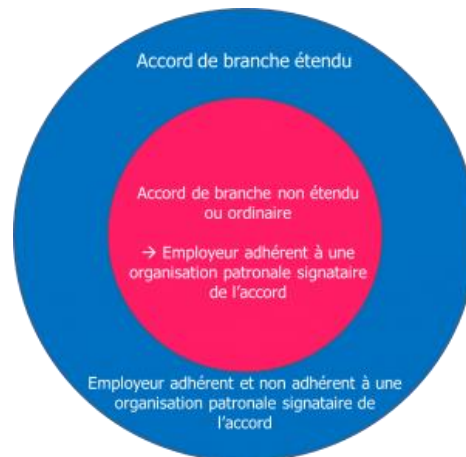 Accord de branche étendu
Accord de branche non étendu
ou ordinaire
→ Employeur adhérent à une
organisation patronale signataire
de l'accord
Employeur adhérent et non adhérent à une
organisation patronale signataire de
l'accord